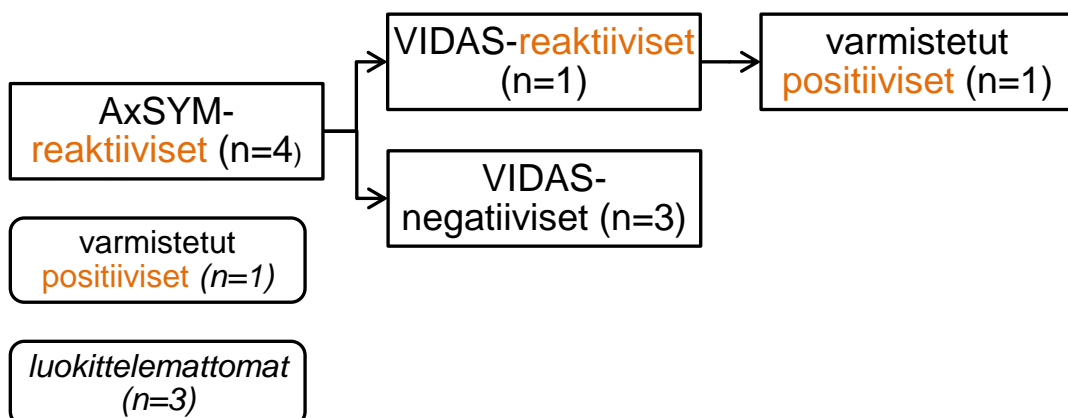 AxSYM-
reaktiiviset (n=4)
VIDAS-reaktiiviset
(n=1)
varmistetut
positiiviset (n=1)
VIDAS-
negatiiviset (n=3)
varmistetut
positiiviset (n=1)
luokittelemattomat
(n=3)